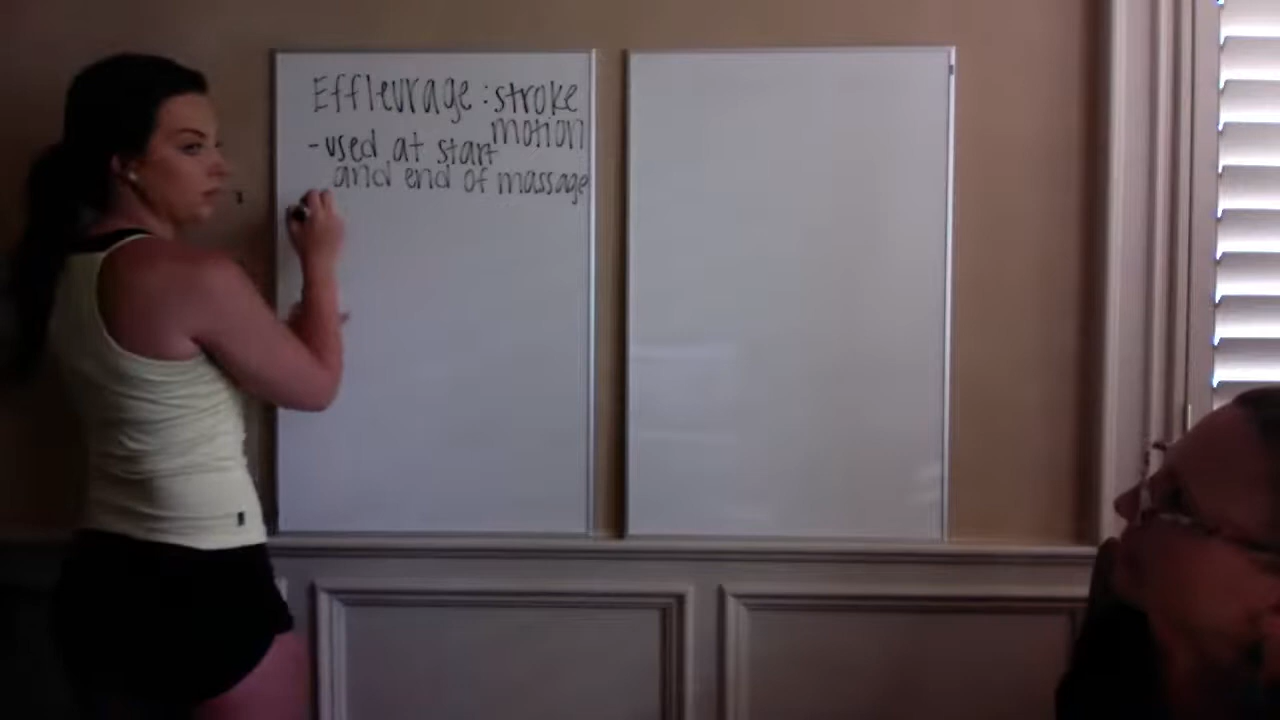 Effleurage : stroke
motion
- used at start
and end of massage